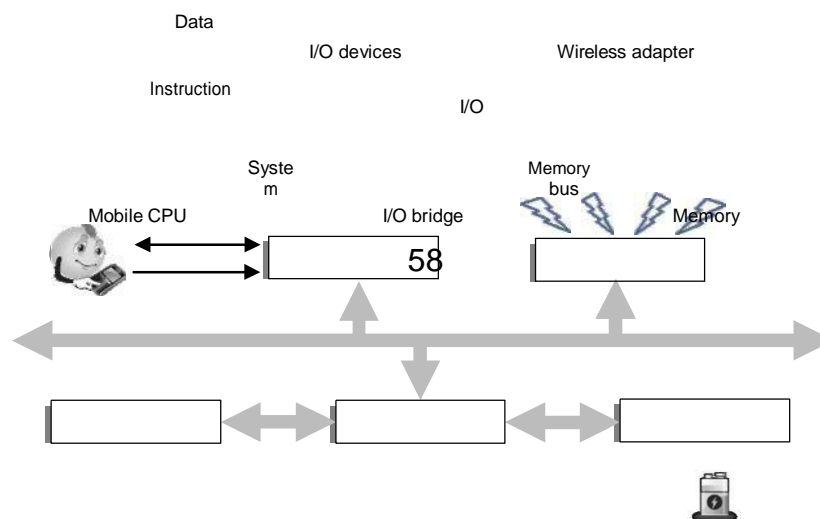 Data
I/O devices
Wireless adapter
Instruction
I/O
Syste
m
Memory
bus
Mobile CPU
I/O bridge
Memory
58